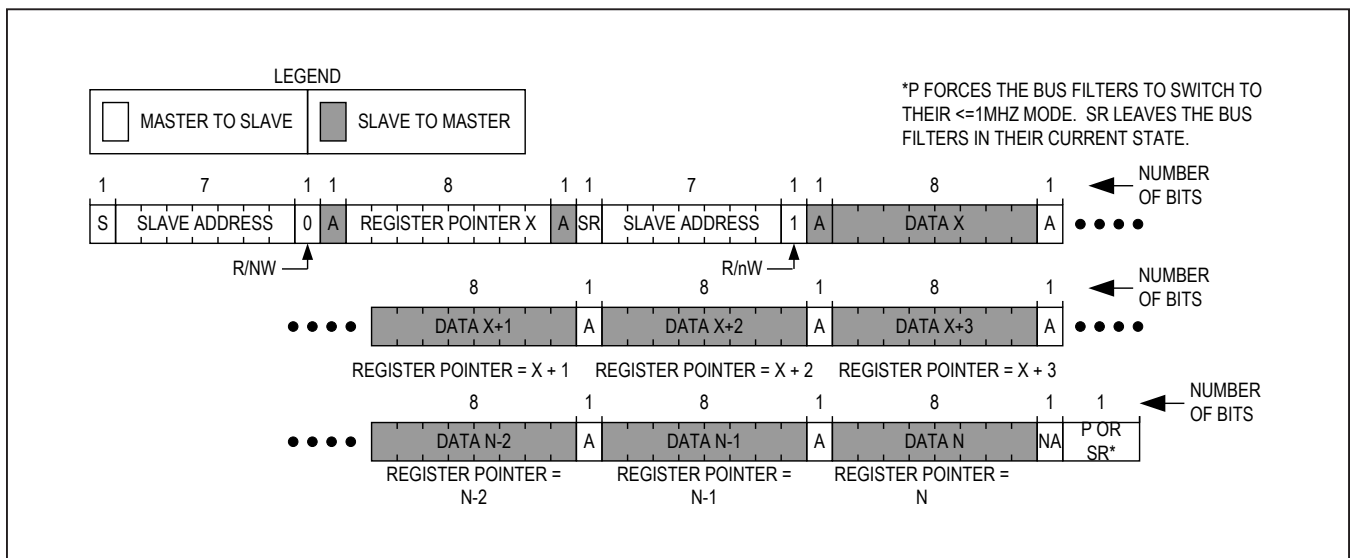 LEGEND
MASTER TO SLAVE SLAVE TO MASTER
*P FORCES THE BUS FILTERS TO SWITCH TO
THEIR <=1MHZ MODE. SR LEAVES THE BUS
FILTERS IN THEIR CURRENT STATE.
1 7 1 1 8 1 1 7 1 1 8 1 NUMBER
OF BITS
S SLAVE ADDRESS 0 A REGISTER POINTER X A SR SLAVE ADDRESS 1 A DATA X A
R/NW R/nW
8 1 8 1 8 1 NUMBER
OF BITS
DATA X+1 A DATA X+2 A DATA X+3 A
REGISTER POINTER = X + 1 REGISTER POINTER = X + 2 REGISTER POINTER = X + 3
8 1 8 1 8 1 1 NUMBER
OF BITS
DATA N-2 A DATA N-1 A DATA N NA P OR
SR*
REGISTER POINTER = REGISTER POINTER = REGISTER POINTER =
N-2 N-1 N